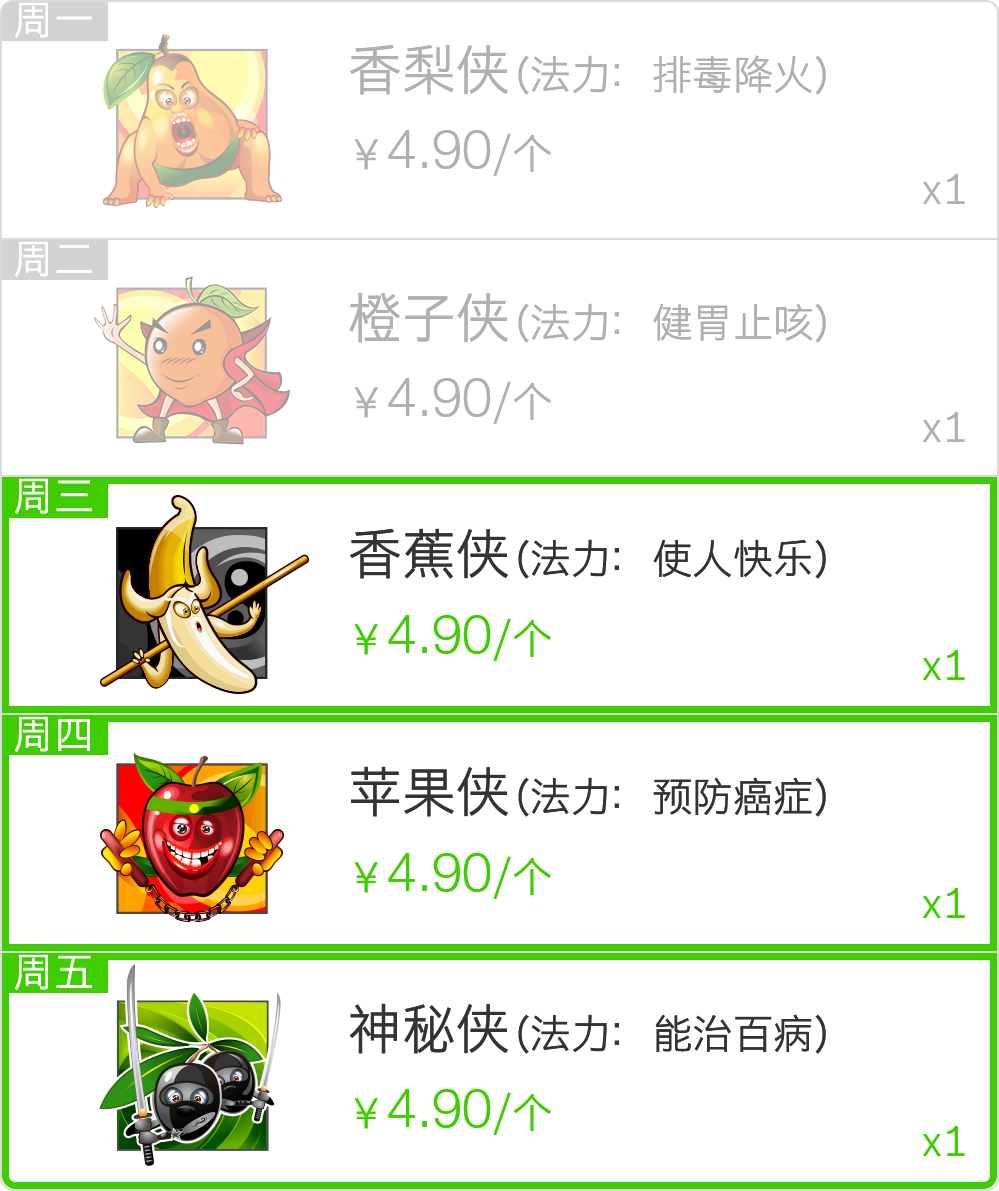 周一
香梨侠(法力：排毒降火)
￥4.90/个
x1
周二
橙子侠(法力：健胃止咳)
￥4.90/个
x1
周三
香蕉侠(法力：使人快乐)
￥4.90/个
x1
周四
苹果侠(法力：预防癌症)
￥4.90/个
x1
周五
神秘侠(法力：能治百病)
￥4.90/个
x1